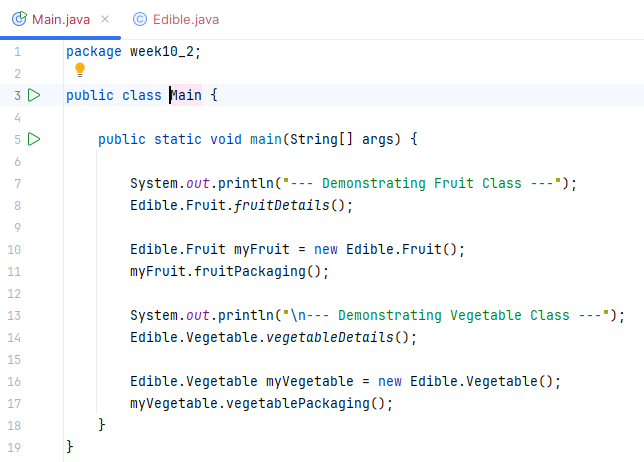 Main.java × Edible.java
1 package week10_2;
2
3 public class Main {
4
5     public static void main(String[] args) {
6
7         System.out.println("--- Demonstrating Fruit Class ---");
8         Edible.Fruit.fruitDetails();
9
10         Edible.Fruit myFruit = new Edible.Fruit();
11         myFruit.fruitPackaging();
12
13         System.out.println("\n--- Demonstrating Vegetable Class ---");
14         Edible.Vegetable.vegetableDetails();
15
16         Edible.Vegetable myVegetable = new Edible.Vegetable();
17         myVegetable.vegetablePackaging();
18     }
19 }